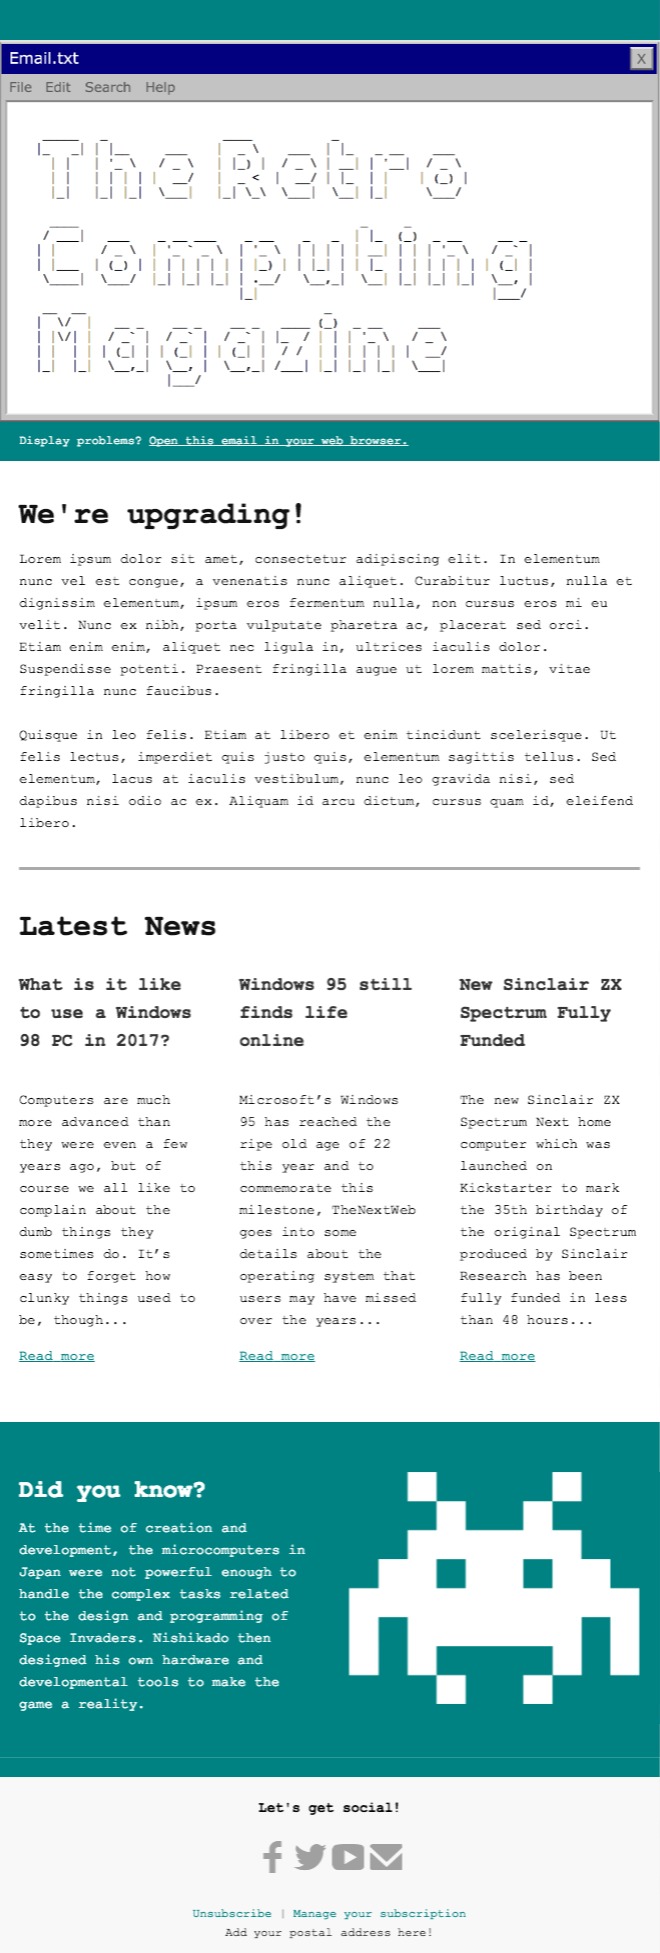 Email.txt
X
File Edit Search Help
The Retro
Computing
Magazine
Display problems? Open this email in your web browser.
We're upgrading!
Lorem ipsum dolor sit amet, consectetur adipiscing elit. In elementum
nunc vel est congue, a venenatis nunc aliquet. Curabitur luctus, nulla et
dignissim elementum, ipsum eros fermentum nulla, non cursus eros mi eu
velit. Nunc ex nibh, porta vulputate pharetra ac, placerat sed orci.
Etiam enim enim, aliquet nec ligula in, ultrices iaculis dolor.
Suspendisse potenti. Praesent fringilla augue ut lorem mattis, vitae
fringilla nunc faucibus.
Quisque in leo felis. Etiam at libero et enim tincidunt scelerisque. Ut
felis lectus, imperdiet quis justo quis, elementum sagittis tellus. Sed
elementum, lacus at iaculis vestibulum, nunc leo gravida nisi, sed
dapibus nisi odio ac ex. Aliquam id arcu dictum, cursus quam id, eleifend
libero.
Latest News
What is it like
to use a Windows
98 PC in 2017?
Computers are much
more advanced than
they were even a few
years ago, but of
course we all like to
complain about the
dumb things they
sometimes do. It’s
easy to forget how
clunky things used to
be, though...
Read more
Windows 95 still
finds life
online
Microsoft’s Windows
95 has reached the
ripe old age of 22
this year and to
commemorate this
milestone, TheNextWeb
goes into some
details about the
operating system that
users may have missed
over the years...
Read more
New Sinclair ZX
Spectrum Fully
Funded
The new Sinclair ZX
Spectrum Next home
computer which was
launched on
Kickstarter to mark
the 35th birthday of
the original Spectrum
produced by Sinclair
Research has been
fully funded in less
than 48 hours...
Read more
Did you know?
At the time of creation and
development, the microcomputers in
Japan were not powerful enough to
handle the complex tasks related
to the design and programming of
Space Invaders. Nishikado then
designed his own hardware and
developmental tools to make the
game a reality.
Let's get social!
Unsubscribe | Manage your subscription
Add your postal address here!